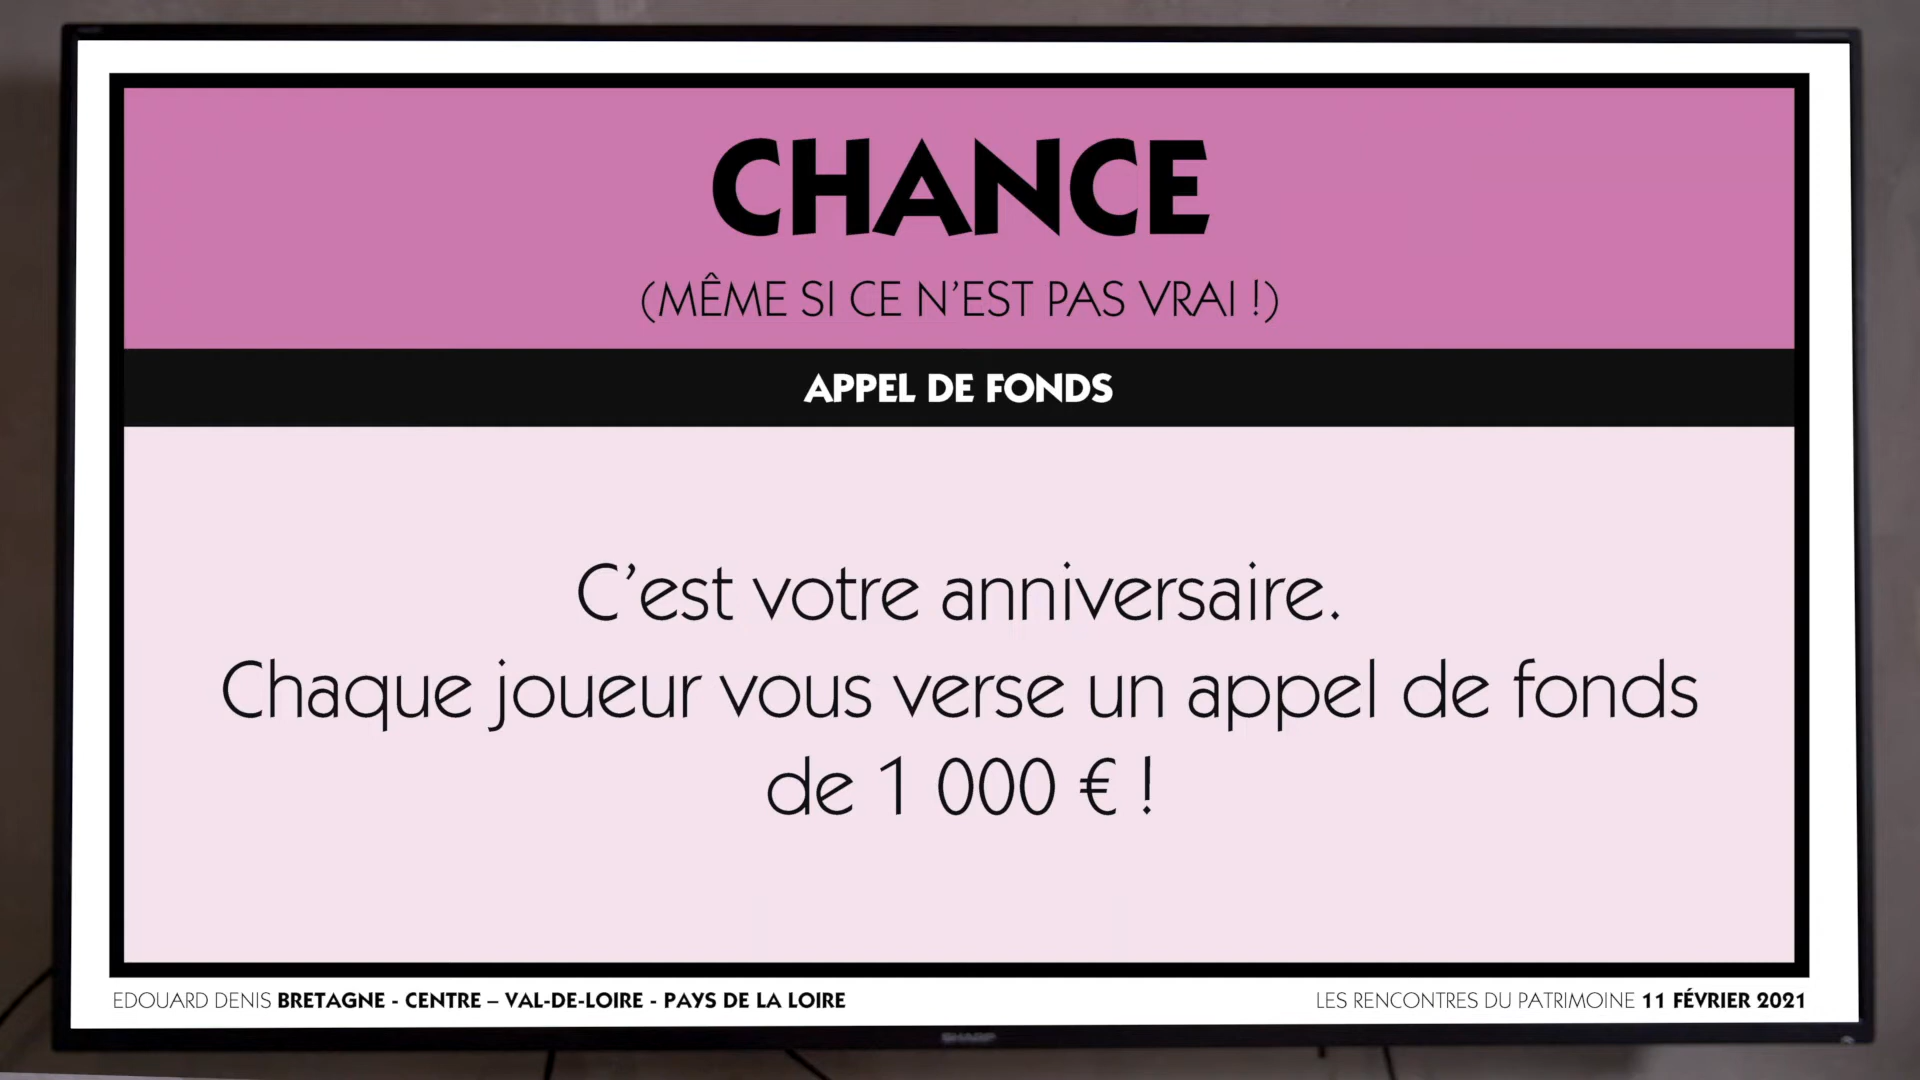 CHANCE
(MÊME SI CE N'EST PAS VRAI !)
APPEL DE FONDS
C'est votre anniversaire.
Chaque joueur vous verse un appel de fonds
de 1 000 € !
EDOUARD DENIS BRETAGNE - CENTRE – VAL-DE-LOIRE - PAYS DE LA LOIRE
LES RENCONTRES DU PATRIMOINE 11 FÉVRIER 2021
SHARP